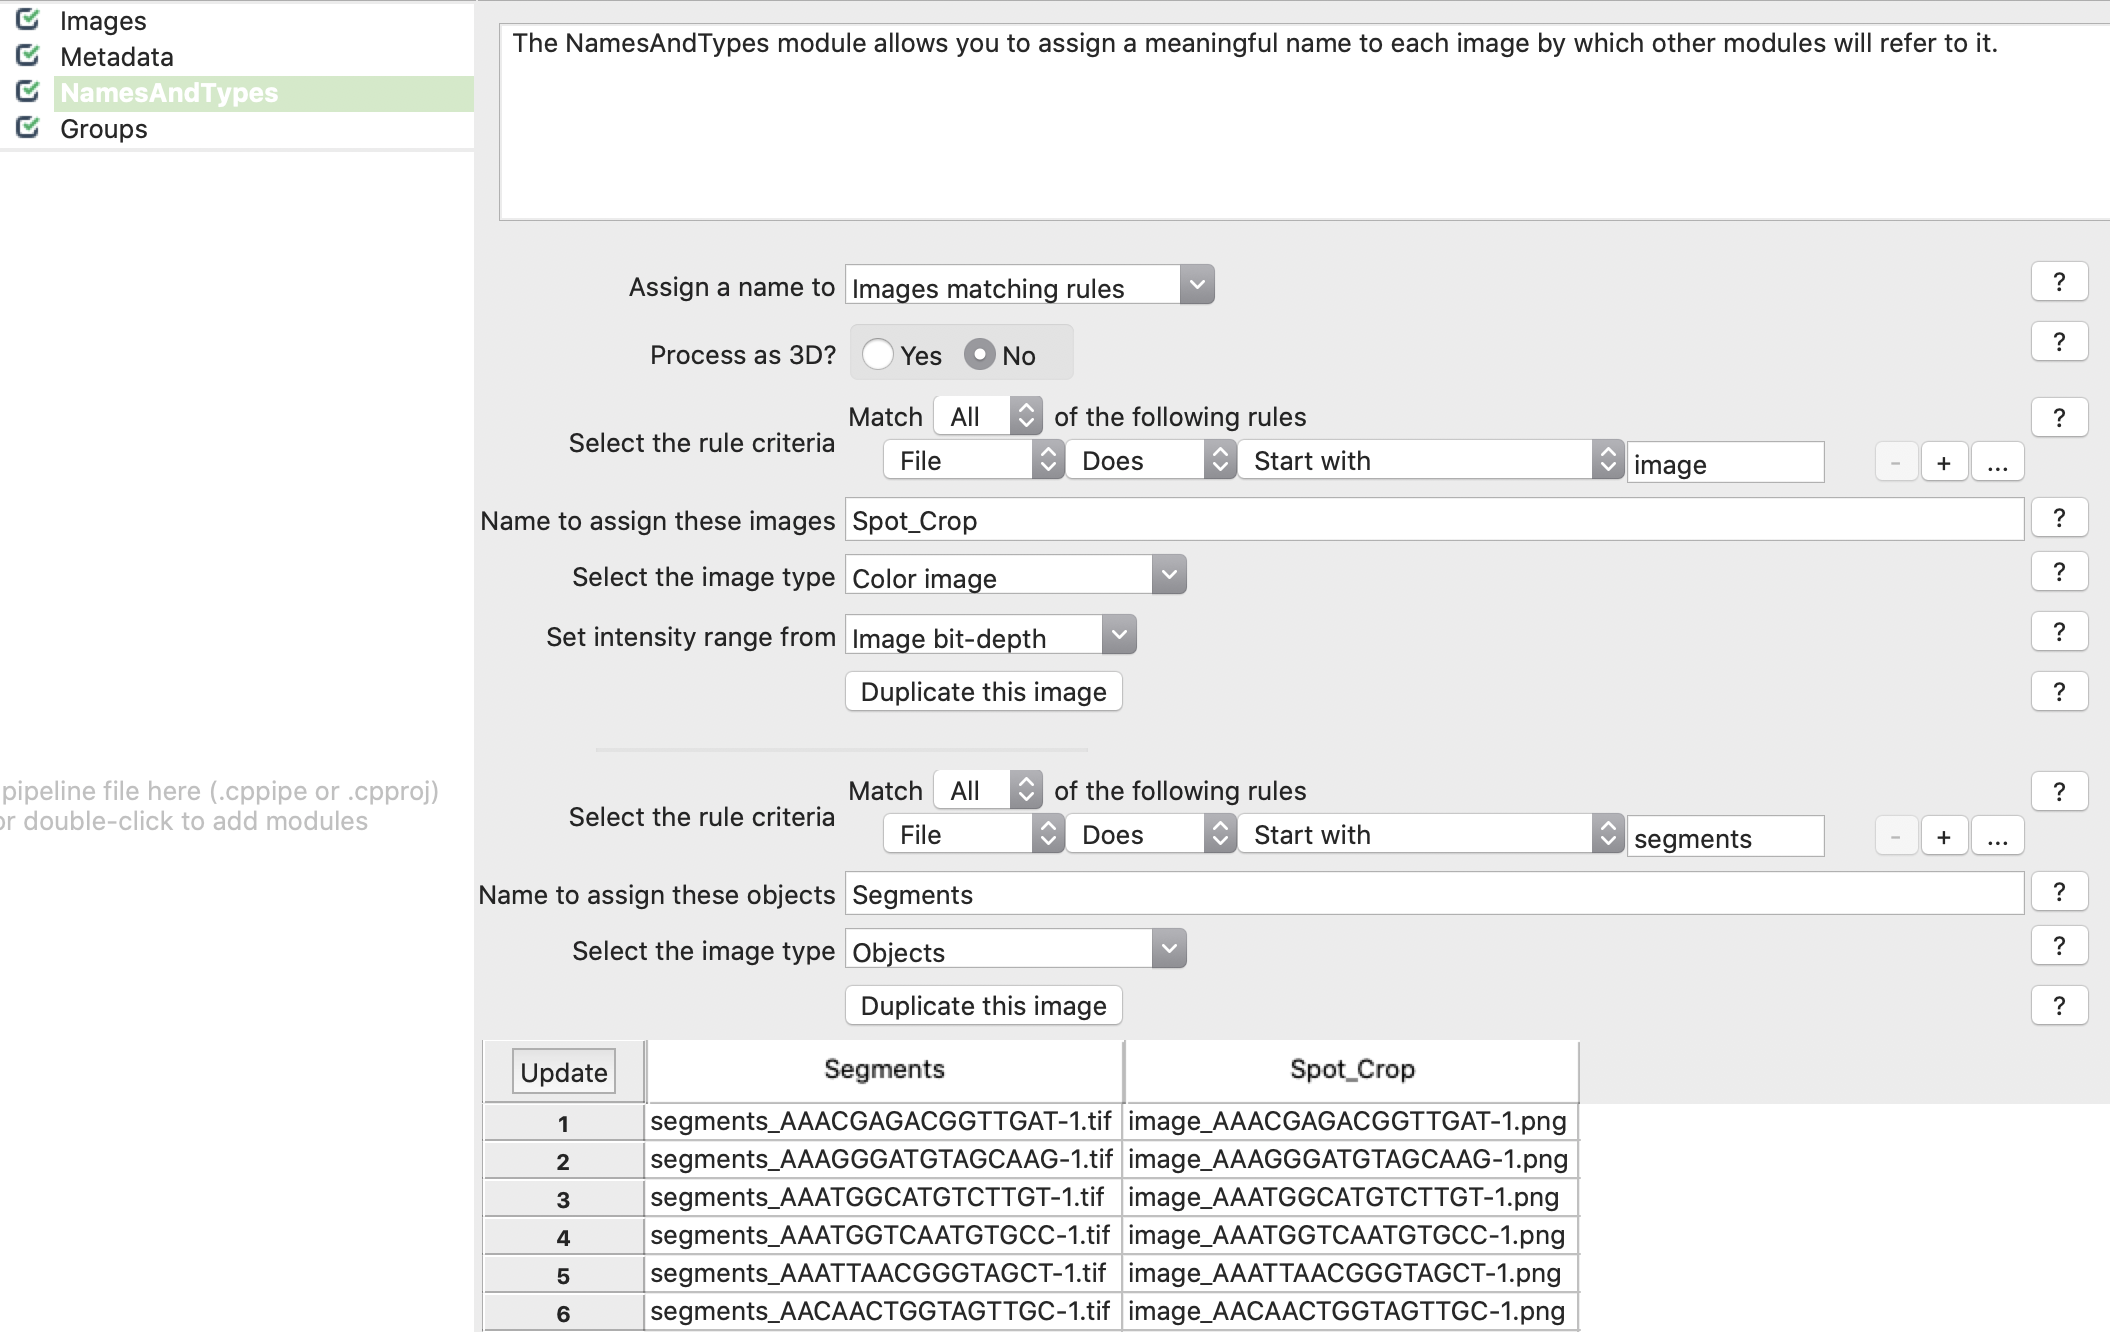 Images
Metadata
NamesAndTypes
Groups
pipeline file here (.cppipe or .cpproj)
or double-click to add modules
The NamesAndTypes module allows you to assign a meaningful name to each image by which other modules will refer to it.
Assign a name to Images matching rules ?
Process as 3D? Yes No ?
Match All of the following rules ?
Select the rule criteria
File Does Start with image - + ...
Name to assign these images Spot_Crop ?
Select the image type Color image ?
Set intensity range from Image bit-depth ?
Duplicate this image ?
Match All of the following rules ?
Select the rule criteria
File Does Start with segments - + ...
Name to assign these objects Segments ?
Select the image type Objects ?
Duplicate this image ?
Update Segments Spot_Crop
1 segments_AAACGAGACGGTTGAT-1.tif image_AAACGAGACGGTTGAT-1.png
2 segments_AAAGGGATGTAGCAAG-1.tif image_AAAGGGATGTAGCAAG-1.png
3 segments_AAATGGCATGTCTTGT-1.tif image_AAATGGCATGTCTTGT-1.png
4 segments_AAATGGTCAATGTGCC-1.tif image_AAATGGTCAATGTGCC-1.png
5 segments_AAATTAACGGGTAGCT-1.tif image_AAATTAACGGGTAGCT-1.png
6 segments_AACAACTGGTAGTTGC-1.tif image_AACAACTGGTAGTTGC-1.png